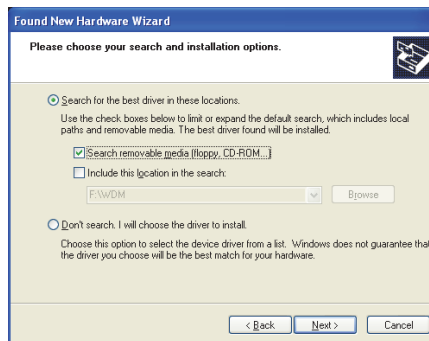 Found New Hardware Wizard
Please choose your search and installation options.
Search for the best driver in these locations.
Use the check boxes below to limit or expand the default search, which includes local
paths and removable media. The best driver found will be installed.
Search removable media (floppy, CD-ROM...)
Include this location in the search:
F:\WDM
Browse
Don't search. I will choose the driver to install.
Choose this option to select the device driver from a list. Windows does not guarantee that
the driver you choose will be the best match for your hardware.
< Back Next > Cancel